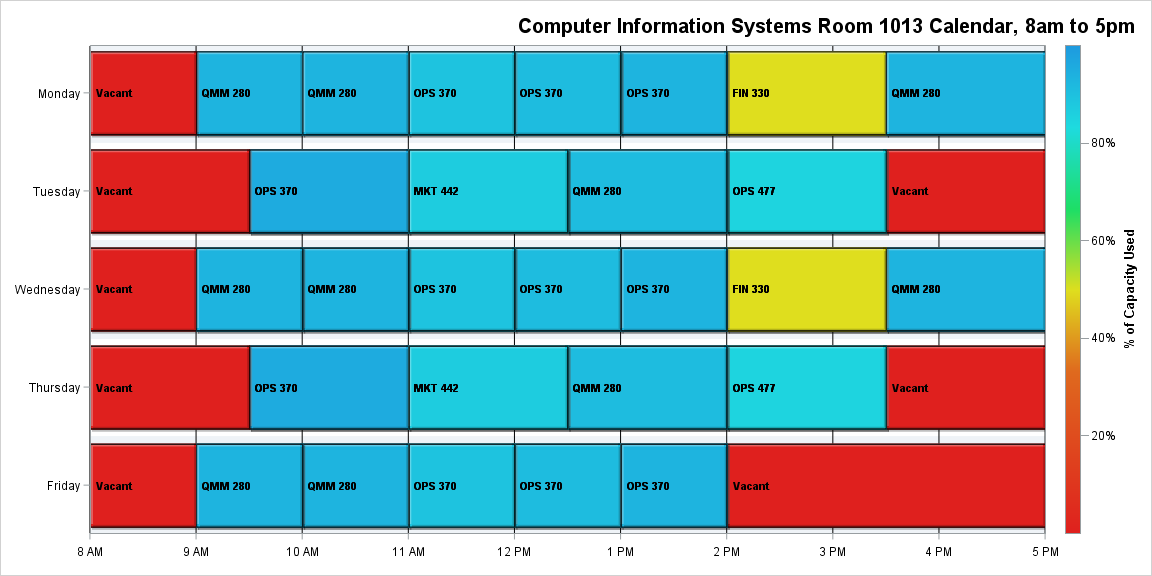 Computer Information Systems Room 1013 Calendar, 8am to 5pm
Monday Vacant QMM 280 QMM 280 OPS 370 OPS 370 OPS 370 FIN 330 QMM 280
Tuesday Vacant OPS 370 MKT 442 QMM 280 OPS 477 Vacant
Wednesday Vacant QMM 280 QMM 280 OPS 370 OPS 370 OPS 370 FIN 330 QMM 280
Thursday Vacant OPS 370 MKT 442 QMM 280 OPS 477 Vacant
Friday Vacant QMM 280 QMM 280 OPS 370 OPS 370 OPS 370 Vacant
8 AM 9 AM 10 AM 11 AM 12 PM 1 PM 2 PM 3 PM 4 PM 5 PM
80%
60%
40%
20%
% of Capacity Used